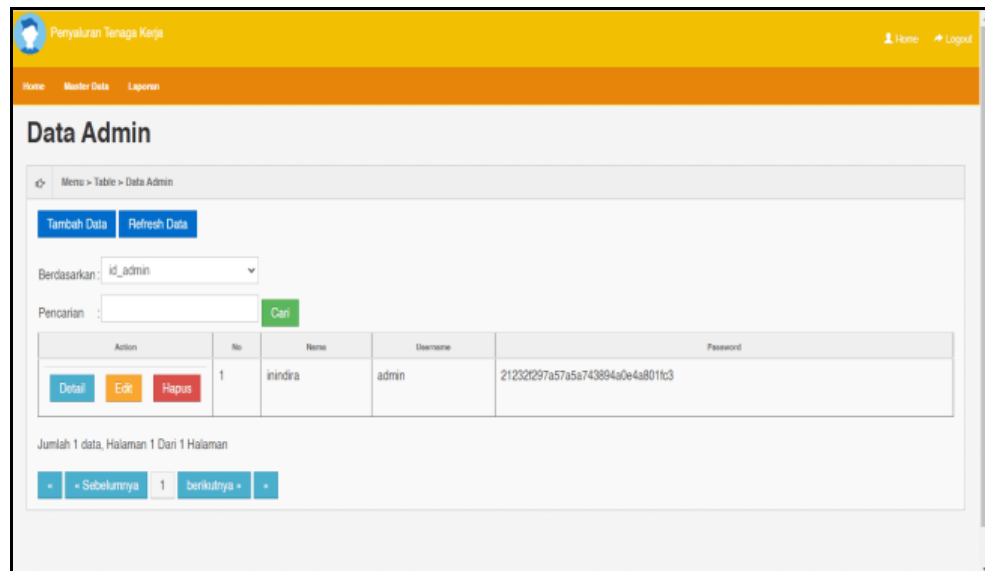 Penyaluran Tenaga Kerja
Home Logout
Home Master Data Laporan
Data Admin
Menu > Table > Data Admin
Tambah Data Refresh Data
Berdasarkan : id_admin
Pencarian : Cari
Action No Nama Username Password
Detail Edit Hapus 1 inindira admin 21232f297a57a5a743894a0e4a801fc3
Jumlah 1 data, Halaman 1 Dari 1 Halaman
« « Sebelumnya 1 berikutnya » »